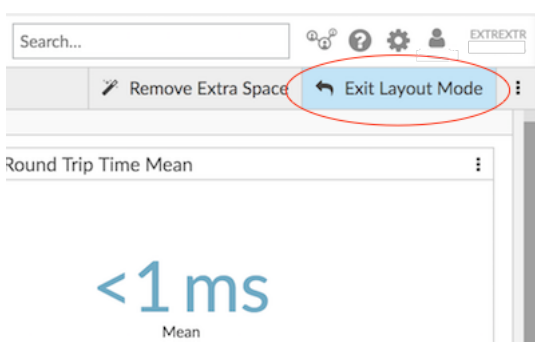 Search...
EXTREXTR
Remove Extra Space
Exit Layout Mode
Round Trip Time Mean
<1 ms
Mean